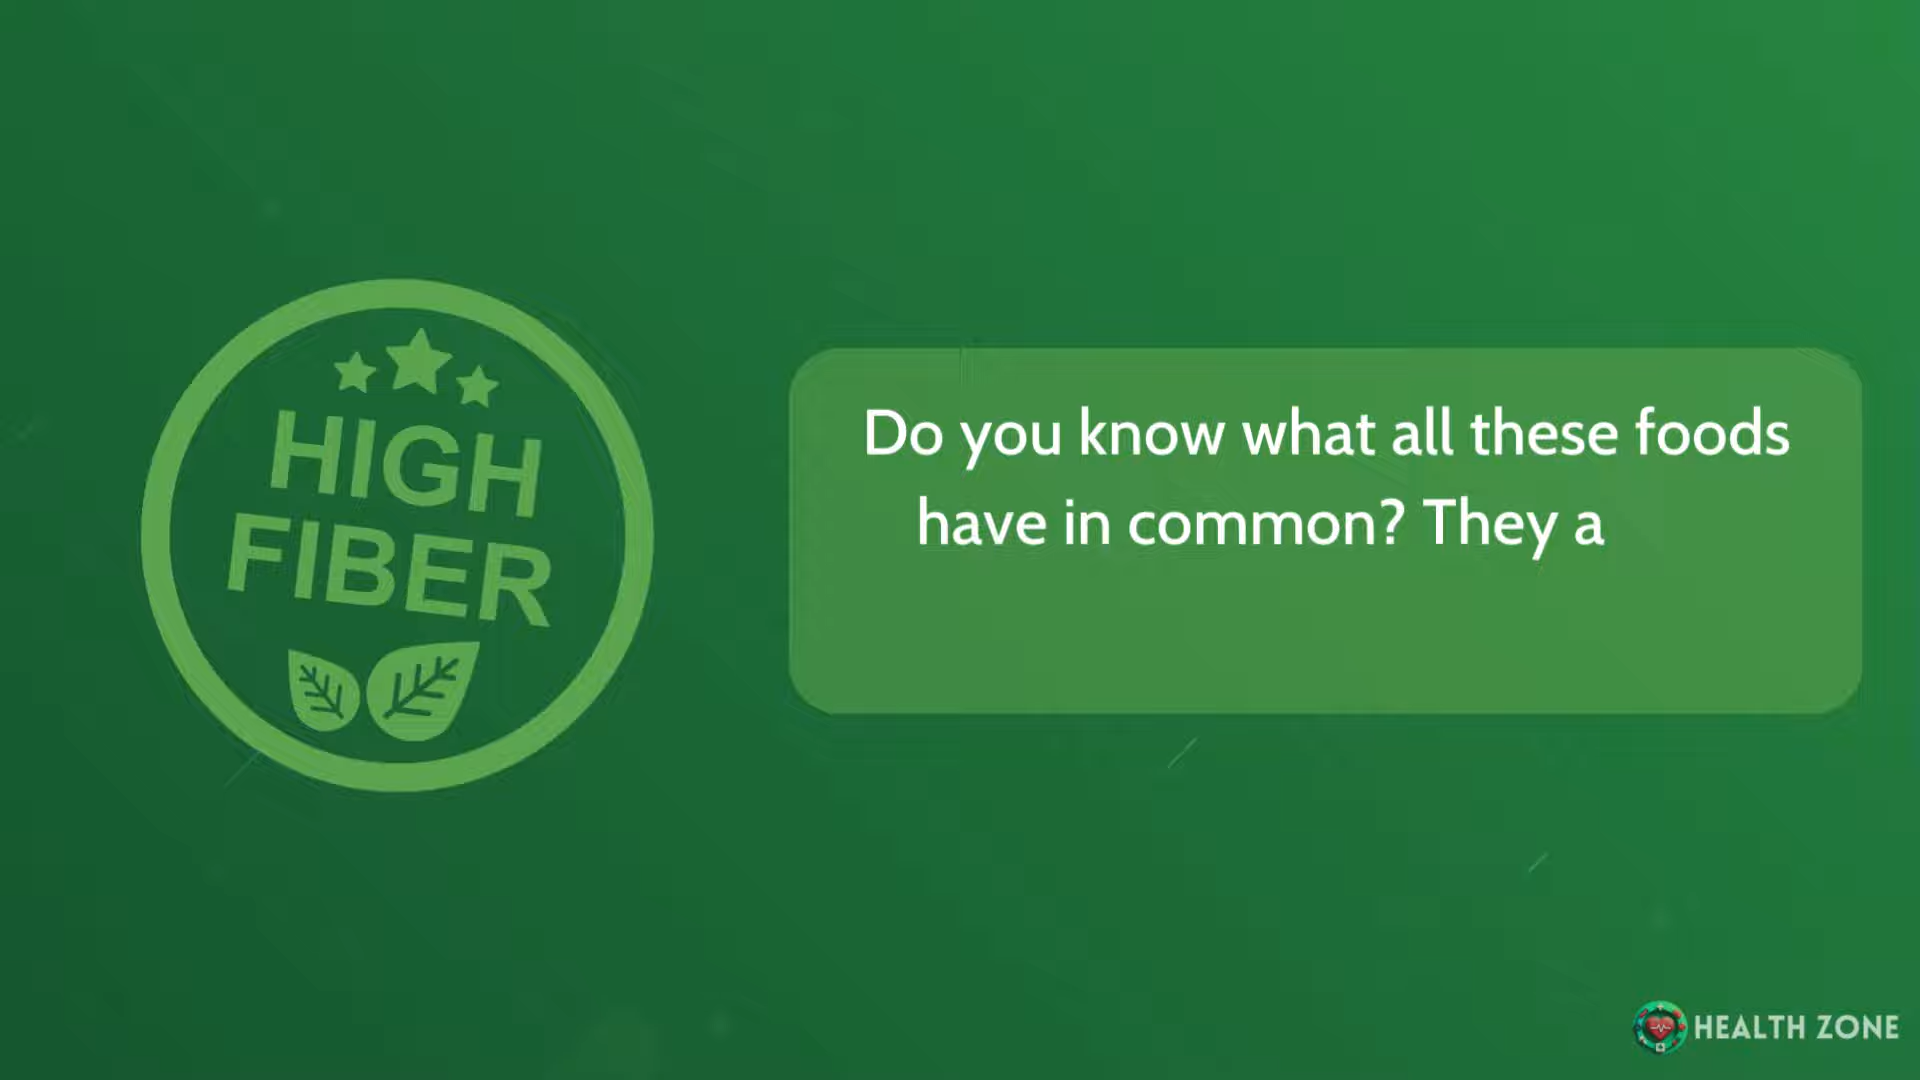 HIGH
FIBER
Do you know what all these foods
have in common? They a
HEALTH ZONE